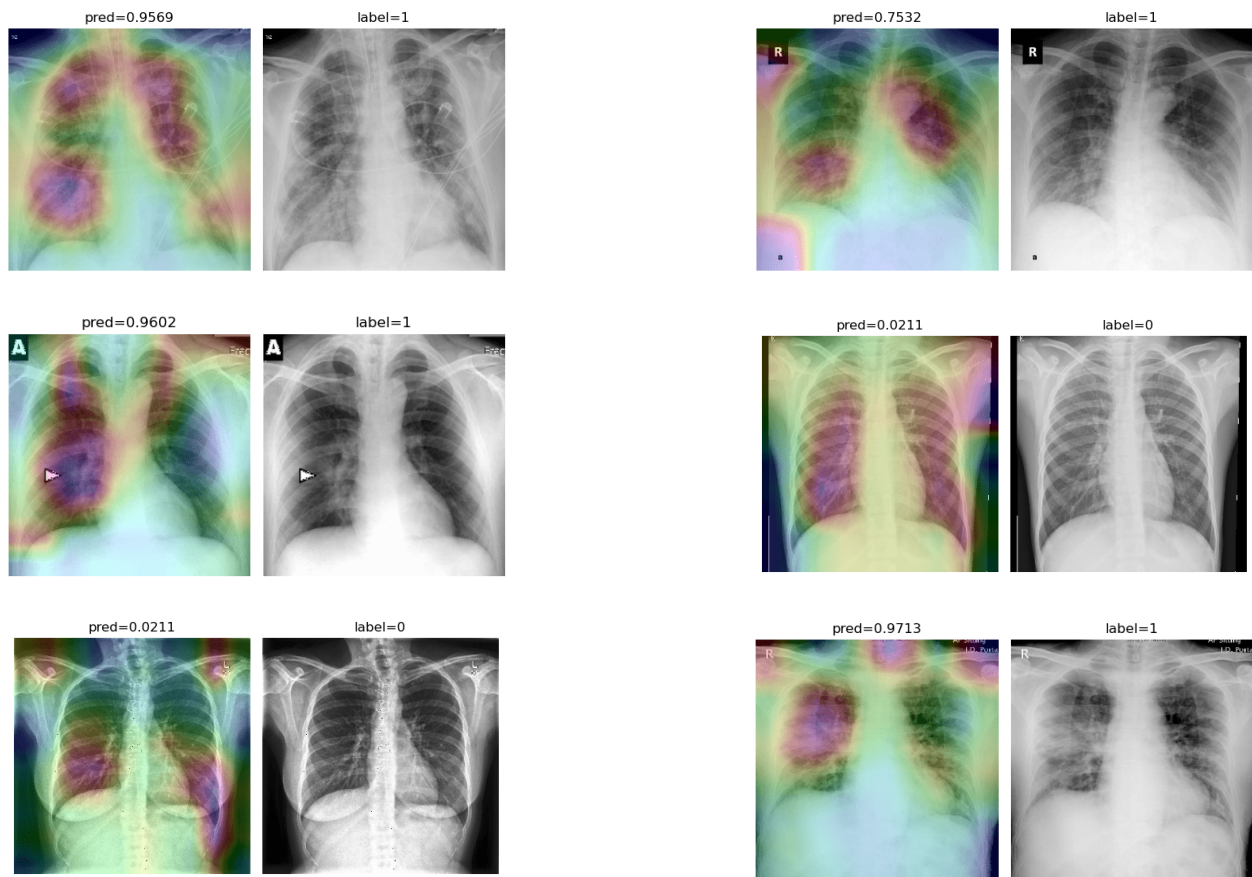 pred=0.9569 label=1
pred=0.7532 label=1
R R
a a
pred=0.9602 label=1
A A
pred=0.0211 label=0
pred=0.0211 label=0
L L
pred=0.9713 label=1
R R